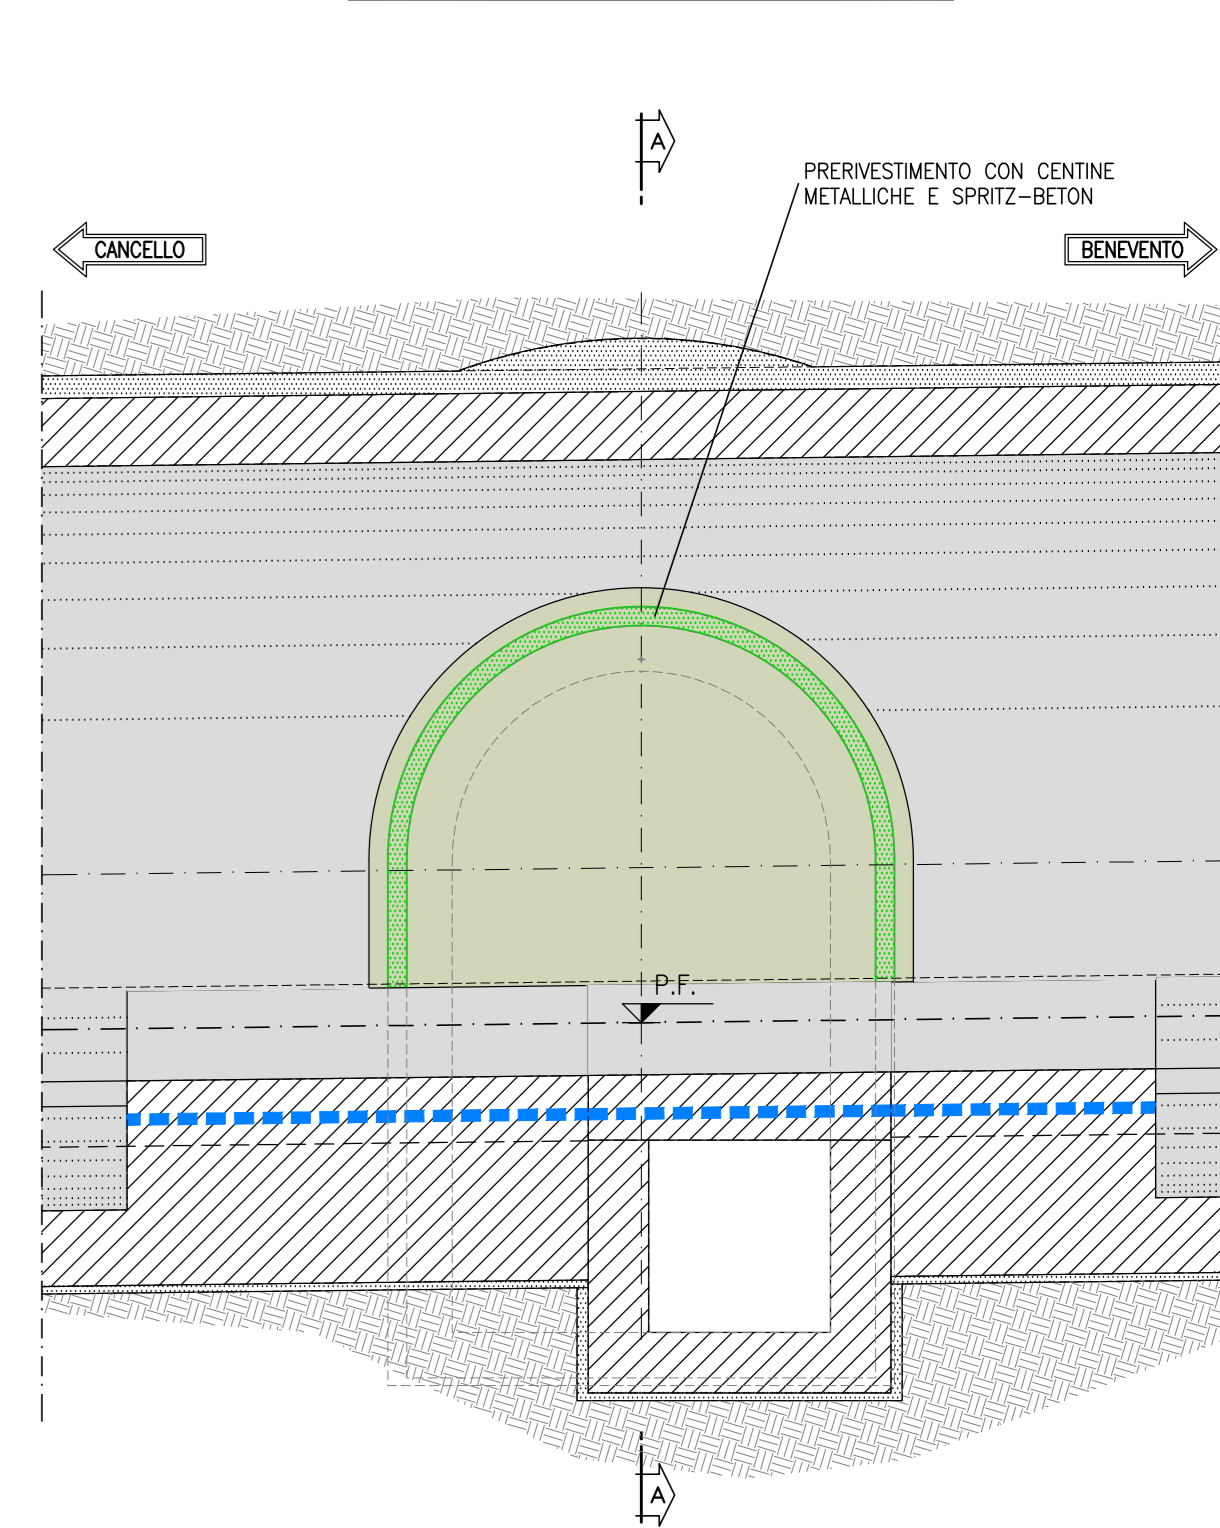 A
PRERIVESTIMENTO CON CENTINE
METALLICHE E SPRITZ-BETON
CANCELLO
BENEVENTO
P.F.
A